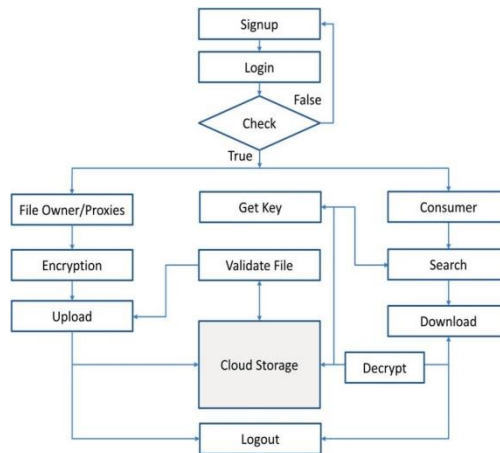 Signup
Login
False
Check
True
File Owner/Proxies
Get Key
Consumer
Encryption
Validate File
Search
Upload
Download
Cloud Storage
Decrypt
Logout